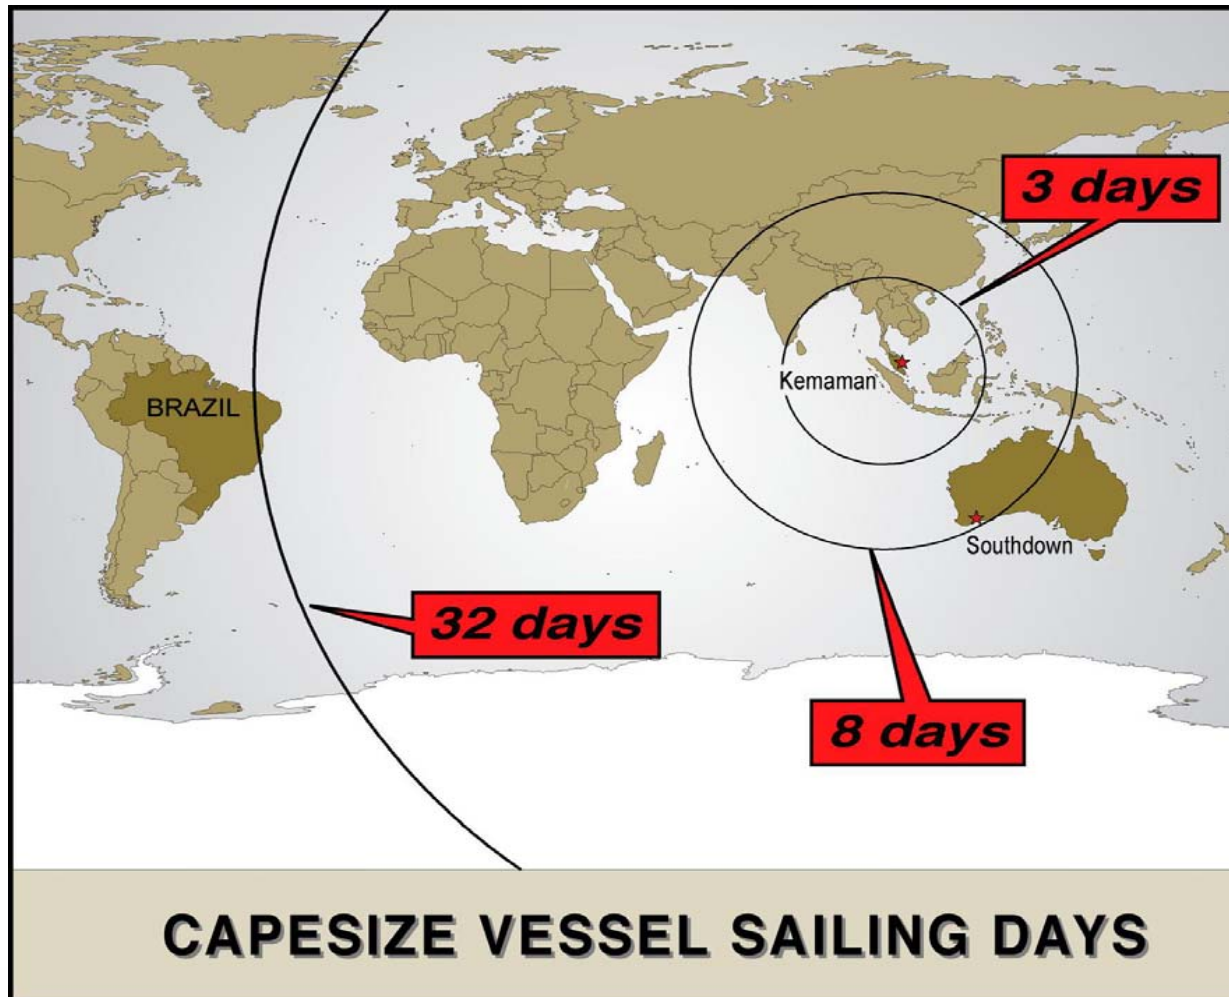 3 days
Kemaman
BRAZIL
Southdown
32 days
8 days
CAPESIZE VESSEL SAILING DAYS